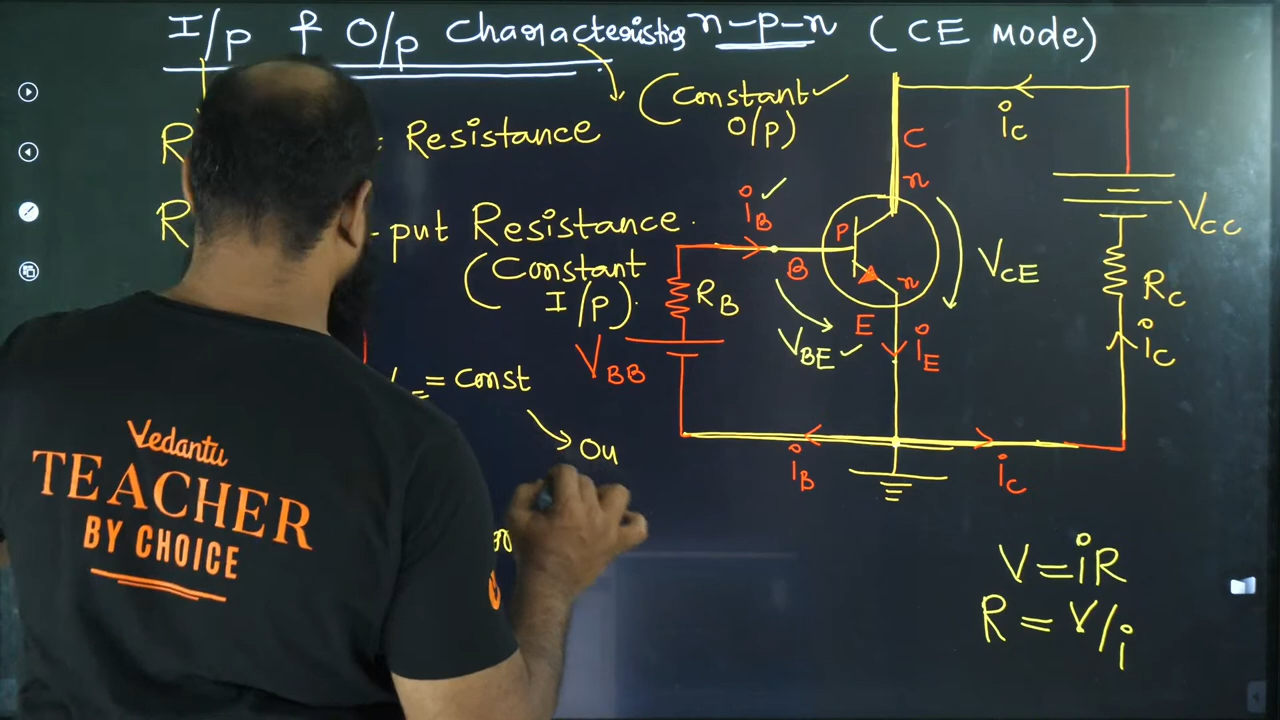 I/p & O/p Characteristics n-p-n (CE Mode)
R = Resistance (Constant✓ O/p)
R -put Resistance.
(Constant I/p).
= Const
Ou
C
n
iC
iB✓
P
B
n
E
iE
RB
VBB
VBE✓
VCE
VCC
RC
iC
iB
iC
V=iR
R = V/i
Vedantu
TEACHER
BY CHOICE